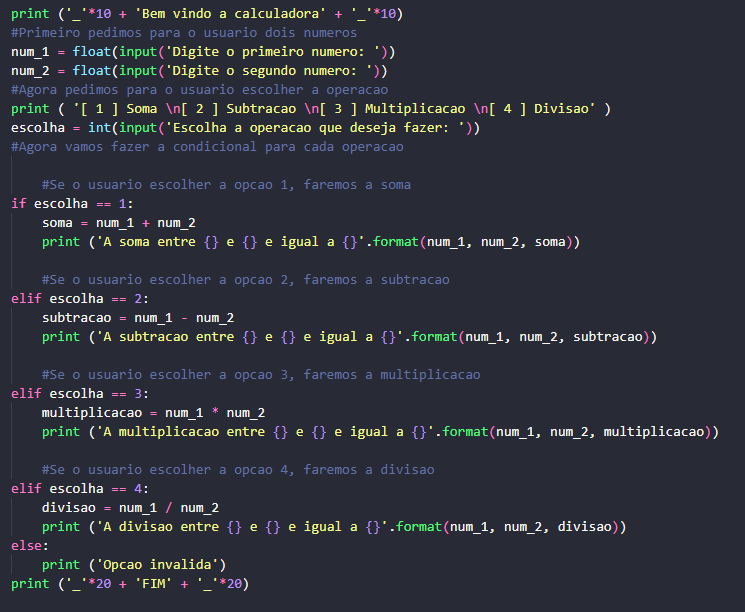 print ('_'*10 + 'Bem vindo a calculadora' + '_'*10)
#Primeiro pedimos para o usuario dois numeros
num_1 = float(input('Digite o primeiro numero: '))
num_2 = float(input('Digite o segundo numero: '))
#Agora pedimos para o usuario escolher a operacao
print ( '[ 1 ] Soma \n[ 2 ] Subtracao \n[ 3 ] Multiplicacao \n[ 4 ] Divisao' )
escolha = int(input('Escolha a operacao que deseja fazer: '))
#Agora vamos fazer a condicional para cada operacao
    #Se o usuario escolher a opcao 1, faremos a soma
if escolha == 1:
    soma = num_1 + num_2
    print ('A soma entre {} e {} e igual a {}'.format(num_1, num_2, soma))
    #Se o usuario escolher a opcao 2, faremos a subtracao
elif escolha == 2:
    subtracao = num_1 - num_2
    print ('A subtracao entre {} e {} e igual a {}'.format(num_1, num_2, subtracao))
    #Se o usuario escolher a opcao 3, faremos a multiplicacao
elif escolha == 3:
    multiplicacao = num_1 * num_2
    print ('A multiplicacao entre {} e {} e igual a {}'.format(num_1, num_2, multiplicacao))
    #Se o usuario escolher a opcao 4, faremos a divisao
elif escolha == 4:
    divisao = num_1 / num_2
    print ('A divisao entre {} e {} e igual a {}'.format(num_1, num_2, divisao))
else:
    print ('Opcao invalida')
print ('_'*20 + 'FIM' + '_'*20)